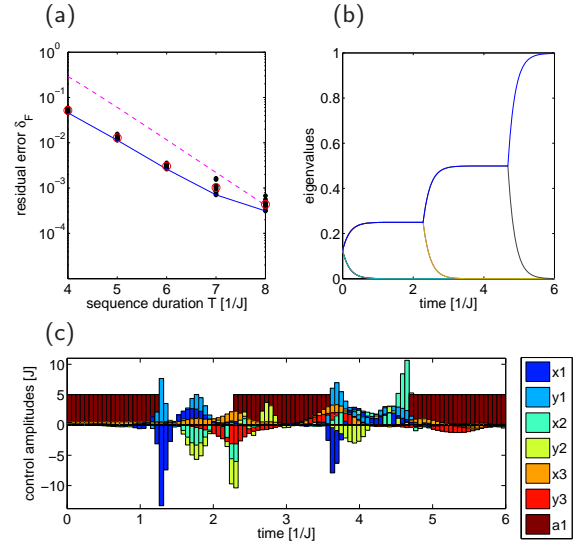 (a)
(b)
residual error δF
10^0
10^-1
10^-2
10^-3
10^-4
4
5
6
7
8
sequence duration T [1/J]
eigenvalues
1
0.8
0.6
0.4
0.2
0
0
2
4
6
time [1/J]
(c)
control amplitudes [J]
10
5
0
−5
−10
0
1
2
3
4
5
6
time [1/J]
x1
y1
x2
y2
x3
y3
a1